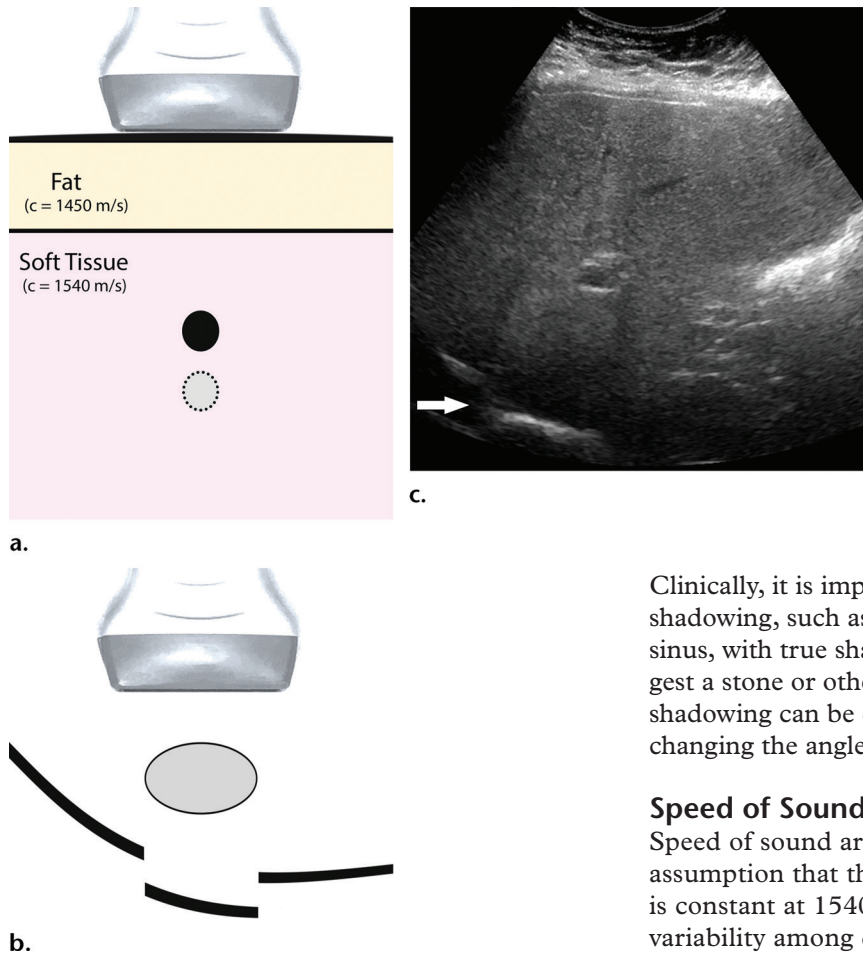 Fat
(c = 1450 m/s)
Soft Tissue
(c = 1540 m/s)
a.
c.
b.
Clinically, it is imp
shadowing, such as
sinus, with true sha
gest a stone or othe
shadowing can be
changing the angle
Speed of Sound
Speed of sound ar
assumption that th
is constant at 1540
variability among